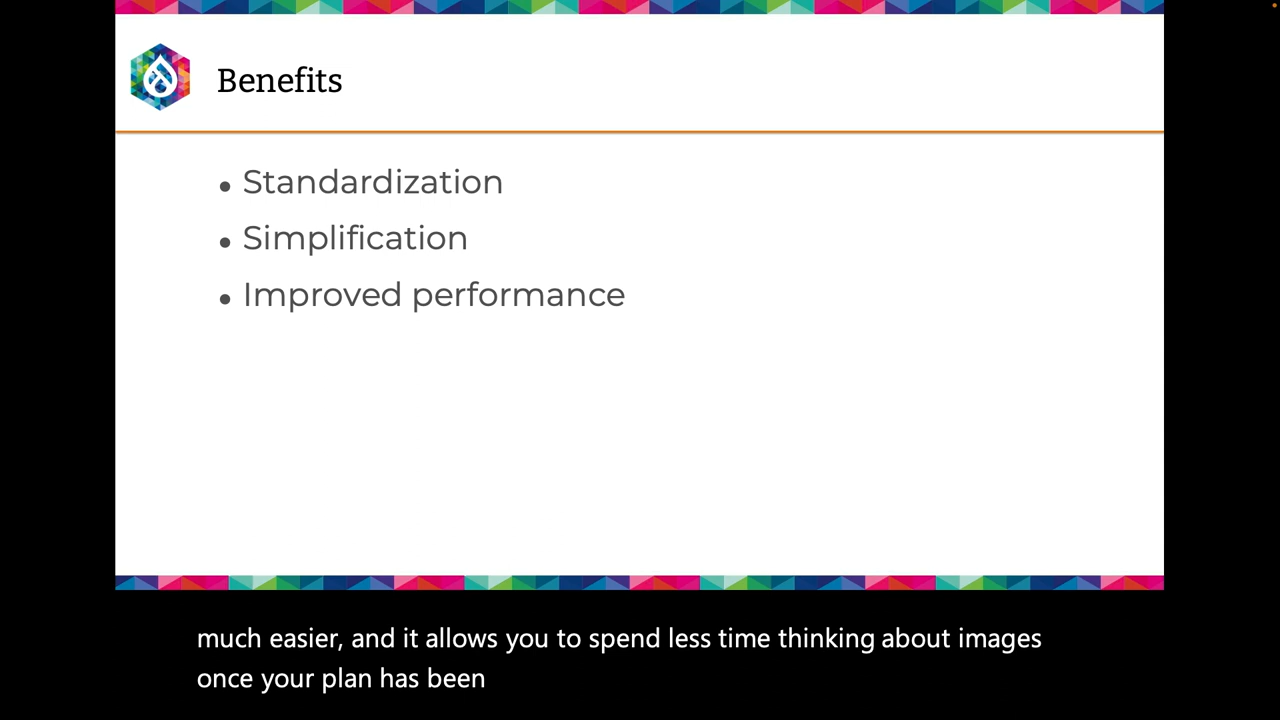 Benefits
• Standardization
• Simplification
• Improved performance
much easier, and it allows you to spend less time thinking about images
once your plan has been